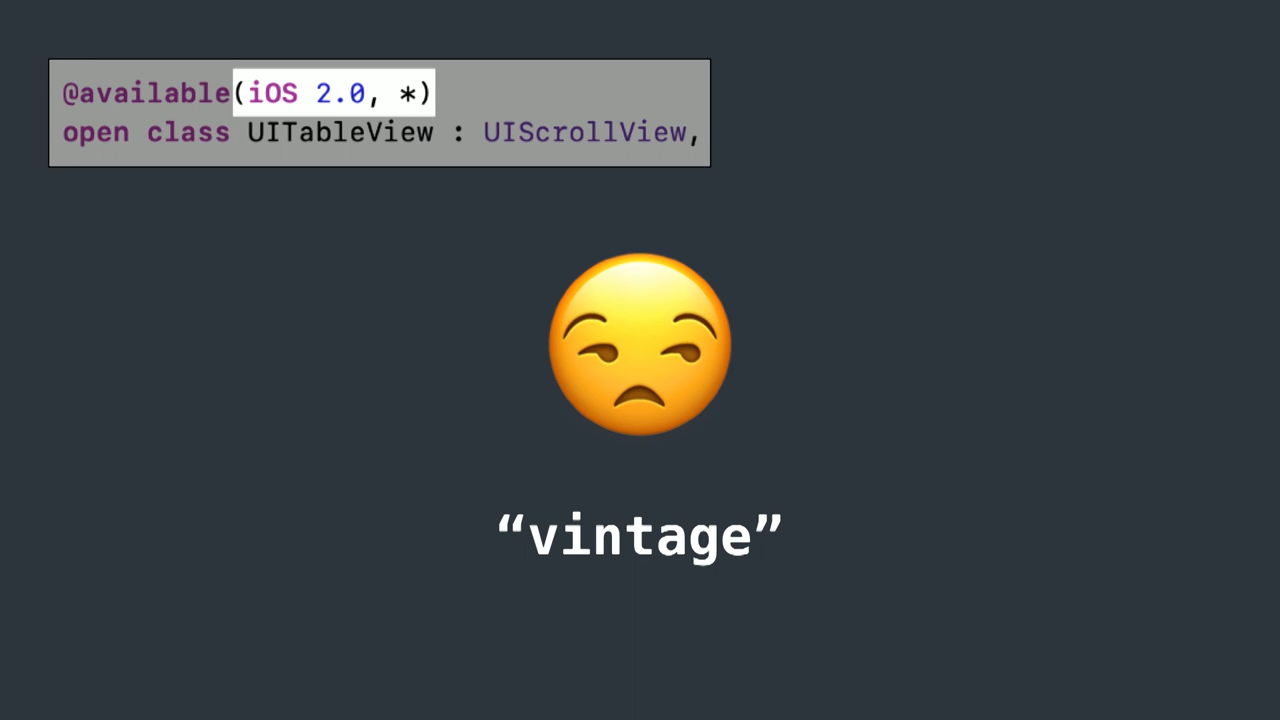 @available(iOS 2.0, *)
open class UITableView : UIScrollView,
“vintage”